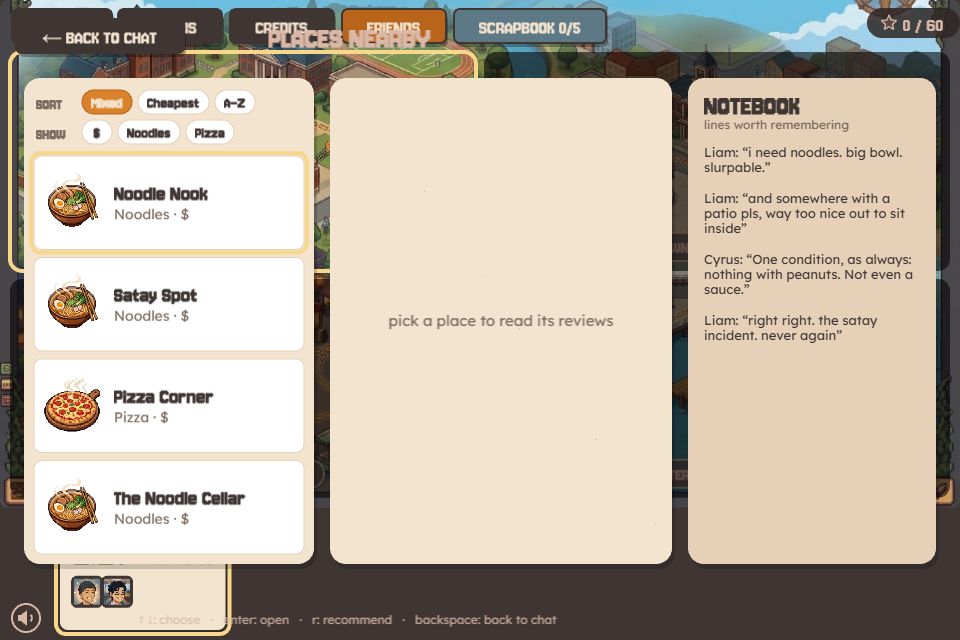 ← BACK TO CHAT
IS
CREDITS
FRIENDS
SCRAPBOOK 0/5
0 / 60
PLACES NEARBY
SORT
Mixed
Cheapest
A-Z
SHOW
$
Noodles
Pizza
Noodle Nook
Noodles · $
Satay Spot
Noodles · $
Pizza Corner
Pizza · $
The Noodle Cellar
Noodles · $
pick a place to read its reviews
NOTEBOOK
lines worth remembering
Liam: “i need noodles. big bowl.
slurpable.”
Liam: “and somewhere with a
patio pls, way too nice out to sit
inside”
Cyrus: “One condition, as always:
nothing with peanuts. Not even a
sauce.”
Liam: “right right. the satay
incident. never again”
↑ ↓: choose · enter: open · r: recommend · backspace: back to chat